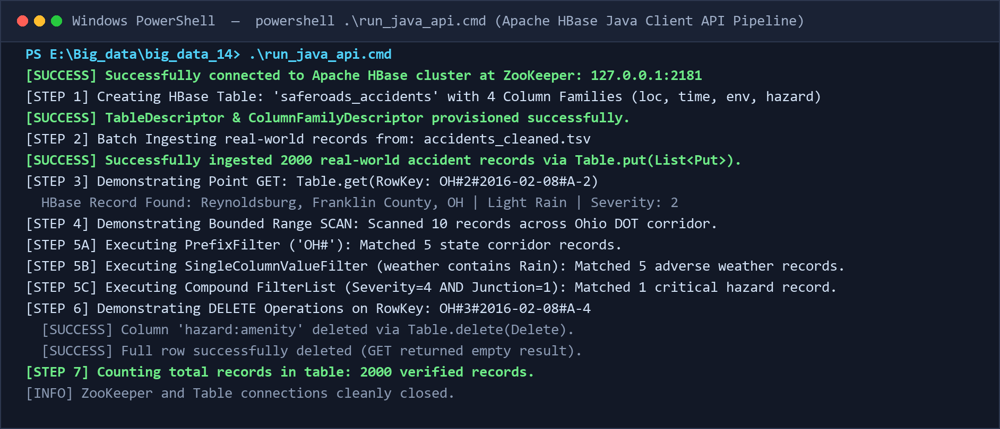 Windows PowerShell — powershell .\run_java_api.cmd (Apache HBase Java Client API Pipeline)
PS E:\Big_data\big_data_14> .\run_java_api.cmd
[SUCCESS] Successfully connected to Apache HBase cluster at ZooKeeper: 127.0.0.1:2181
[STEP 1] Creating HBase Table: 'saferoads_accidents' with 4 Column Families (loc, time, env, hazard)
[SUCCESS] TableDescriptor & ColumnFamilyDescriptor provisioned successfully.
[STEP 2] Batch Ingesting real-world records from: accidents_cleaned.tsv
[SUCCESS] Successfully ingested 2000 real-world accident records via Table.put(List<Put>).
[STEP 3] Demonstrating Point GET: Table.get(RowKey: OH#2#2016-02-08#A-2)
HBase Record Found: Reynoldsburg, Franklin County, OH | Light Rain | Severity: 2
[STEP 4] Demonstrating Bounded Range SCAN: Scanned 10 records across Ohio DOT corridor.
[STEP 5A] Executing PrefixFilter ('OH#'): Matched 5 state corridor records.
[STEP 5B] Executing SingleColumnValueFilter (weather contains Rain): Matched 5 adverse weather records.
[STEP 5C] Executing Compound FilterList (Severity=4 AND Junction=1): Matched 1 critical hazard record.
[STEP 6] Demonstrating DELETE Operations on RowKey: OH#3#2016-02-08#A-4
[SUCCESS] Column 'hazard:amenity' deleted via Table.delete(Delete).
[SUCCESS] Full row successfully deleted (GET returned empty result).
[STEP 7] Counting total records in table: 2000 verified records.
[INFO] ZooKeeper and Table connections cleanly closed.